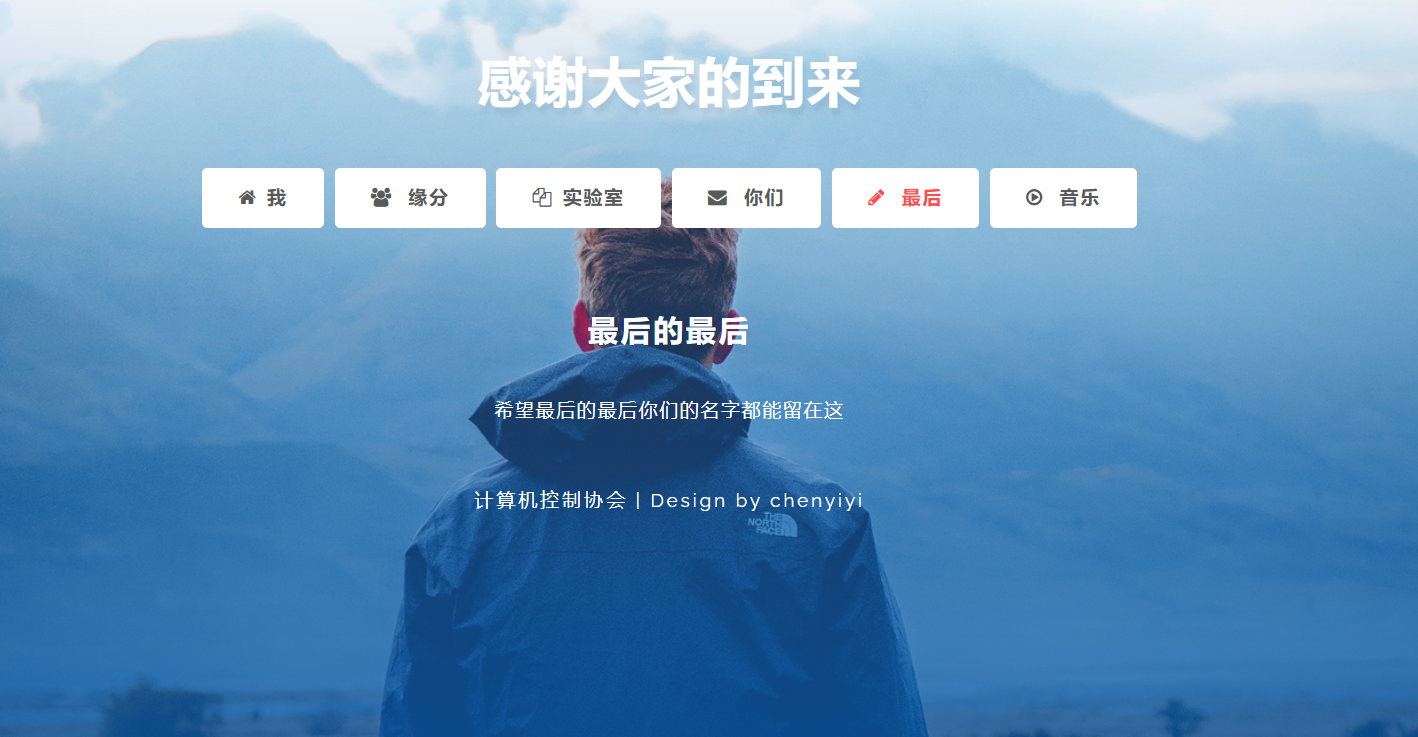 感谢大家的到来
我 缘分 实验室 你们 最后 音乐
最后的最后
希望最后的最后你们的名字都能留在这
计算机控制协会 | Design by chenyiyi
THE
NORTH
FACE